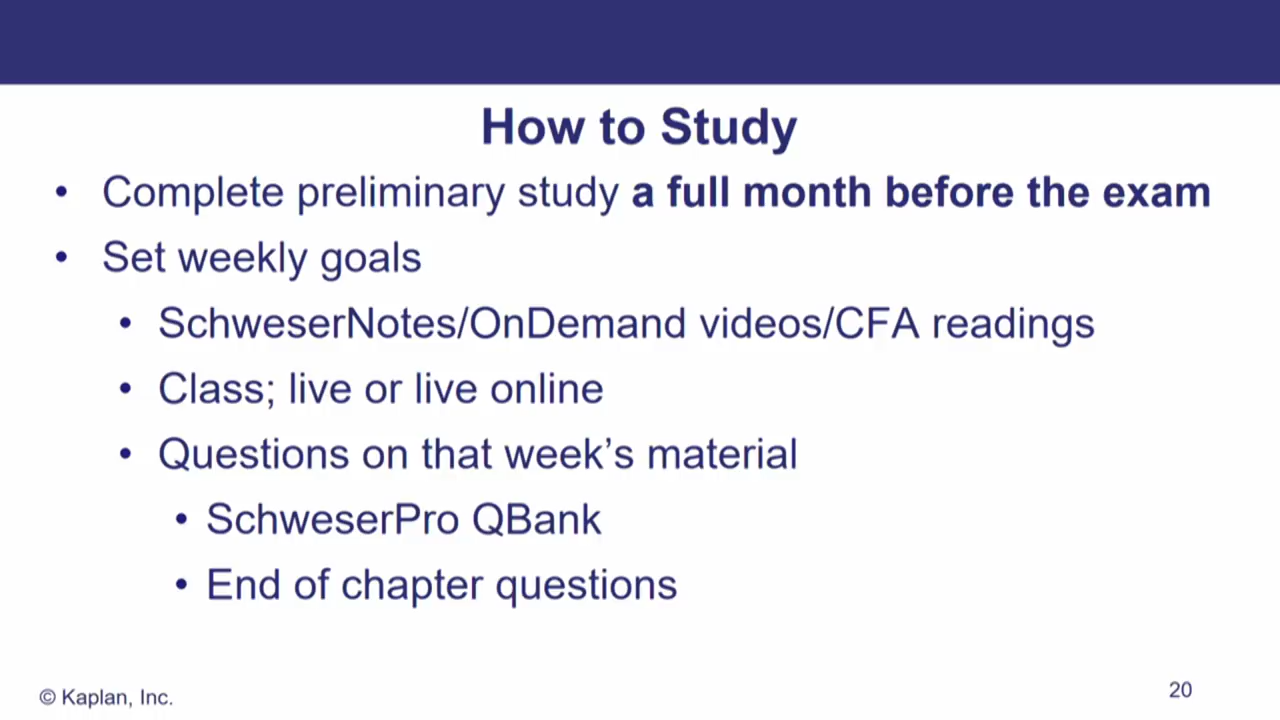 How to Study
• Complete preliminary study a full month before the exam
• Set weekly goals
• SchweserNotes/OnDemand videos/CFA readings
• Class; live or live online
• Questions on that week’s material
• SchweserPro QBank
• End of chapter questions
© Kaplan, Inc.
20